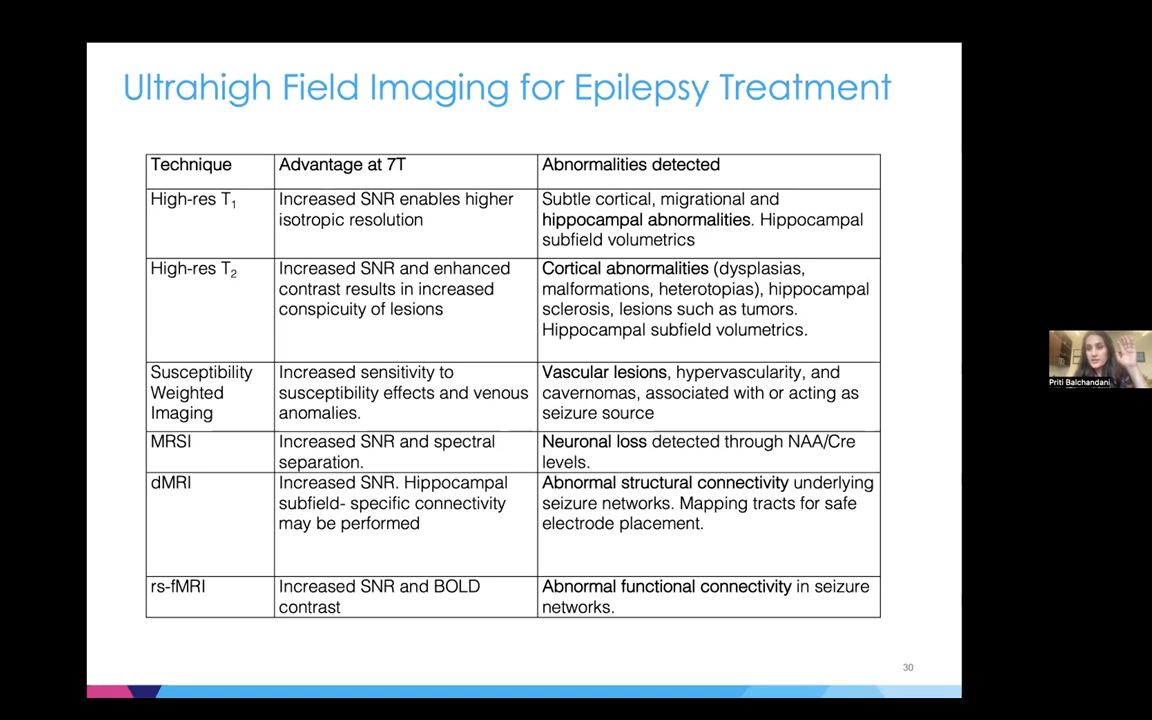 Ultrahigh Field Imaging for Epilepsy Treatment
Technique
Advantage at 7T
Abnormalities detected
High-res T₁
Increased SNR enables higher
isotropic resolution
Subtle cortical, migrational and
hippocampal abnormalities. Hippocampal
subfield volumetrics
High-res T₂
Increased SNR and enhanced
contrast results in increased
conspicuity of lesions
Cortical abnormalities (dysplasias,
malformations, heterotopias), hippocampal
sclerosis, lesions such as tumors.
Hippocampal subfield volumetrics.
Susceptibility
Weighted
Imaging
Increased sensitivity to
susceptibility effects and venous
anomalies.
Vascular lesions, hypervascularity, and
cavernomas, associated with or acting as
seizure source
MRSI
Increased SNR and spectral
separation.
Neuronal loss detected through NAA/Cre
levels.
dMRI
Increased SNR. Hippocampal
subfield- specific connectivity
may be performed
Abnormal structural connectivity underlying
seizure networks. Mapping tracts for safe
electrode placement.
rs-fMRI
Increased SNR and BOLD
contrast
Abnormal functional connectivity in seizure
networks.
30
Priti Balchandani